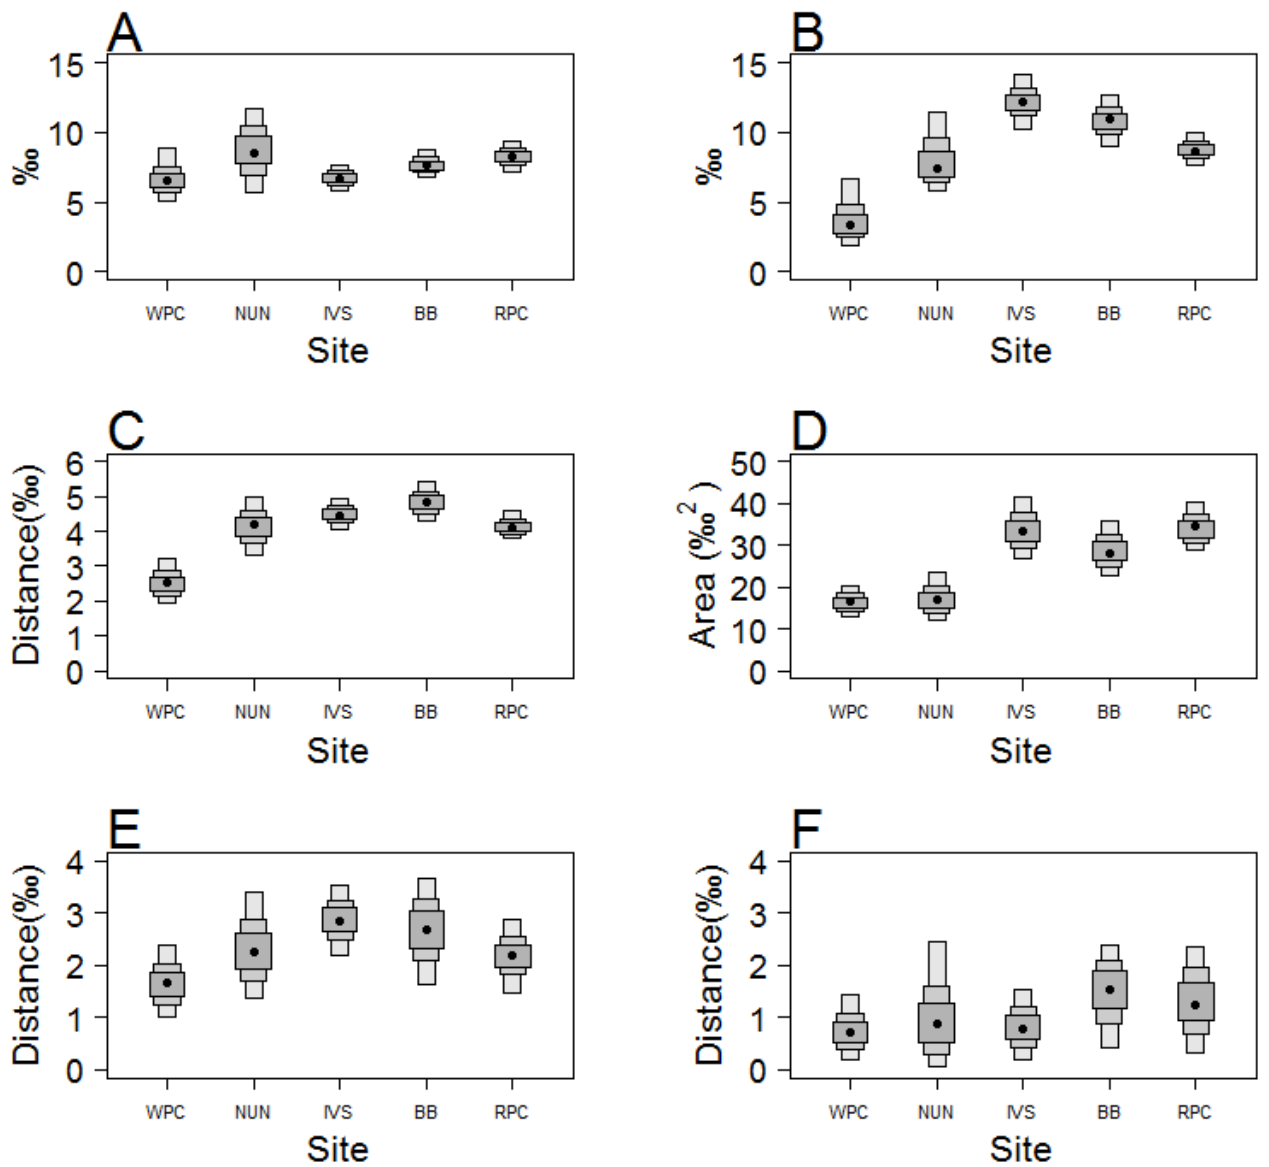 A
15
10
5
0
‰
WPC NUN IVS BB RPC
Site
B
15
10
5
0
‰
WPC NUN IVS BB RPC
Site
C
6
5
4
3
2
1
0
Distance(‰)
WPC NUN IVS BB RPC
Site
D
50
40
30
20
10
0
Area (‰²)
WPC NUN IVS BB RPC
Site
E
4
3
2
1
0
Distance(‰)
WPC NUN IVS BB RPC
Site
F
4
3
2
1
0
Distance(‰)
WPC NUN IVS BB RPC
Site